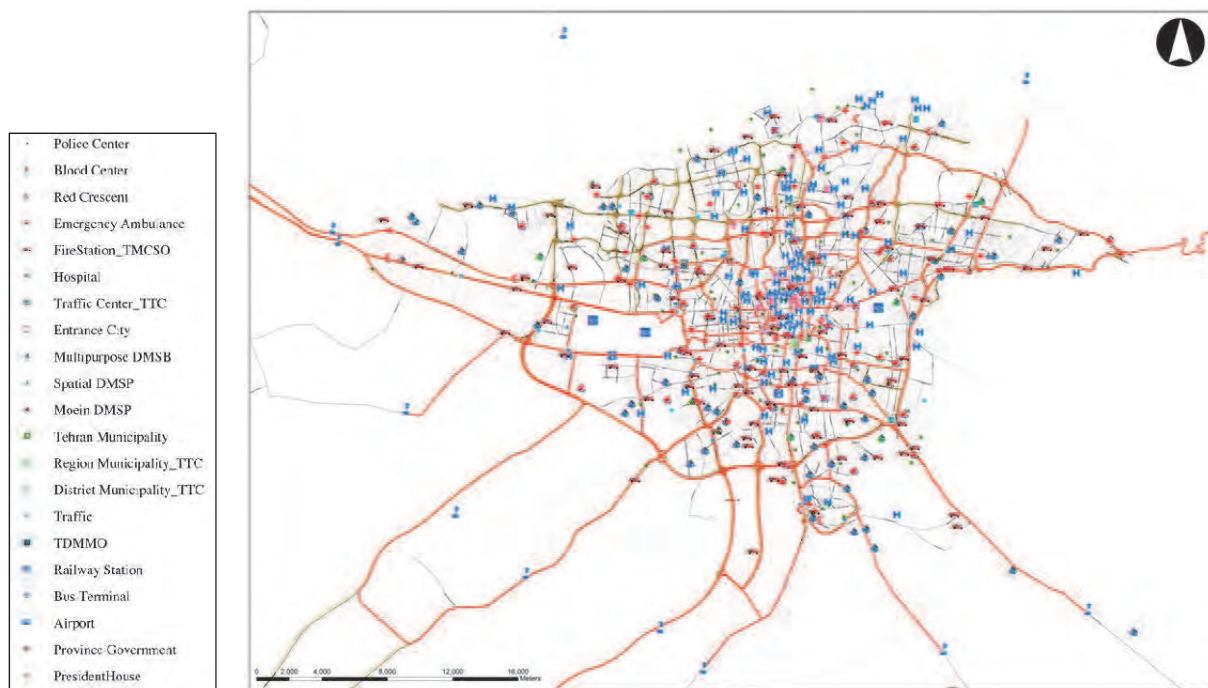 Police Center
Blood Center
Red Crescent
Emergency Ambulance
FireStation_TMCSO
Hospital
Traffic Center_TTC
Entrance City
Multipurpose DMSB
Spatial DMSP
Moein DMSP
Tehran Municipality
Region Municipality_TTC
District Municipality_TTC
Traffic
TDMMO
Railway Station
Bus Terminal
Airport
Province Government
PresidentHouse
0 2,000 4,000 8,000 12,000 16,000
Meters